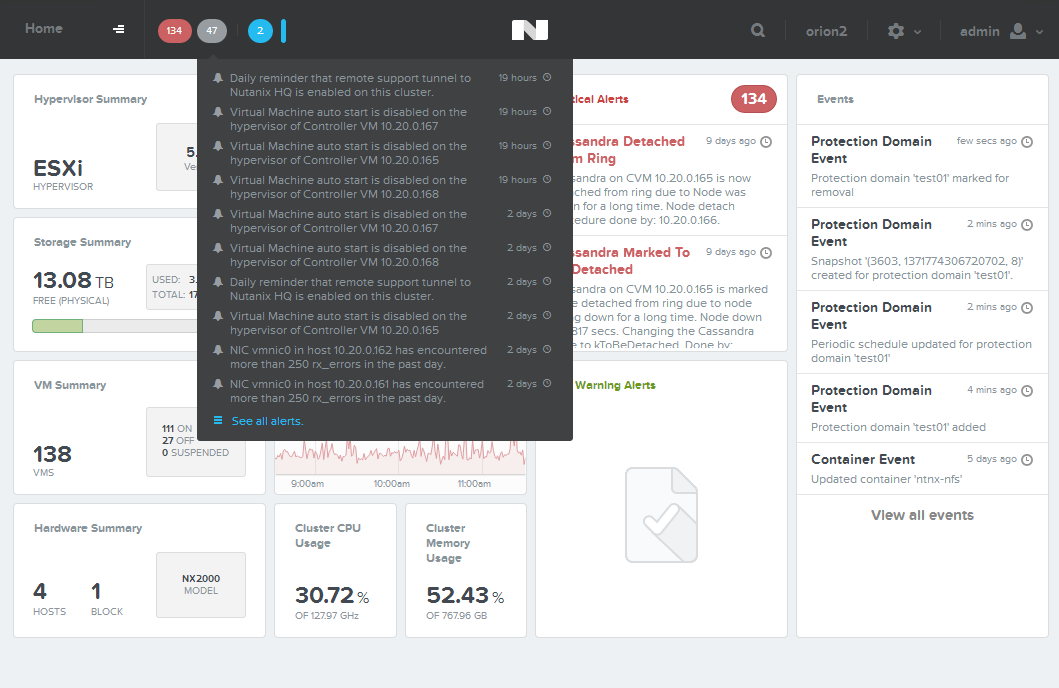 Home
134
47
2
orion2
admin
Daily reminder that remote support tunnel to
Nutanix HQ is enabled on this cluster.
19 hours
Virtual Machine auto start is disabled on the
hypervisor of Controller VM 10.20.0.167
19 hours
Virtual Machine auto start is disabled on the
hypervisor of Controller VM 10.20.0.165
19 hours
Virtual Machine auto start is disabled on the
hypervisor of Controller VM 10.20.0.168
19 hours
Virtual Machine auto start is disabled on the
hypervisor of Controller VM 10.20.0.167
2 days
Virtual Machine auto start is disabled on the
hypervisor of Controller VM 10.20.0.168
2 days
Daily reminder that remote support tunnel to
Nutanix HQ is enabled on this cluster.
2 days
Virtual Machine auto start is disabled on the
hypervisor of Controller VM 10.20.0.165
2 days
NIC vmnic0 in host 10.20.0.162 has encountered
more than 250 rx_errors in the past day.
2 days
NIC vmnic0 in host 10.20.0.161 has encountered
more than 250 rx_errors in the past day.
2 days
See all alerts.
Hypervisor Summary
ESXi
HYPERVISOR
5.
Storage Summary
13.08 TB
FREE (PHYSICAL)
USED: 3.
TOTAL: 17
VM Summary
138
VMS
111 ON
27 OFF
0 SUSPENDED
9:00am
10:00am
11:00am
Hardware Summary
4
HOSTS
1
BLOCK
NX2000
MODEL
Cluster CPU
Usage
30.72 %
OF 127.97 GHz
Cluster
Memory
Usage
52.43 %
OF 767.96 GB
tical Alerts
134
ssandra Detached
m Ring
9 days ago
sandra on CVM 10.20.0.165 is now
ched from ring due to Node was
n for a long time. Node detach
edure done by: 10.20.0.166.
ssandra Marked To
Detached
9 days ago
sandra on CVM 10.20.0.165 is marked
e detached from ring due to node
g down for a long time. Node down
817 secs. Changing the Cassandra
e to kToBeDetached. Done by:
Warning Alerts
Events
Protection Domain
Event
few secs ago
Protection domain 'test01' marked for
removal
Protection Domain
Event
2 mins ago
Snapshot '(3603, 1371774306720702, 8)'
created for protection domain 'test01'.
Protection Domain
Event
2 mins ago
Periodic schedule updated for protection
domain 'test01'
Protection Domain
Event
4 mins ago
Protection domain 'test01' added
Container Event
5 days ago
Updated container 'ntnx-nfs'
View all events